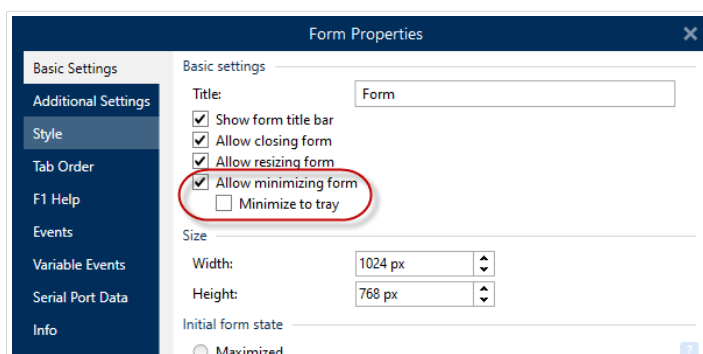 Form Properties
Basic Settings
Additional Settings
Style
Tab Order
F1 Help
Events
Variable Events
Serial Port Data
Info
Basic settings
Title: Form
Show form title bar
Allow closing form
Allow resizing form
Allow minimizing form
Minimize to tray
Size
Width: 1024 px
Height: 768 px
Initial form state
Maximized
?